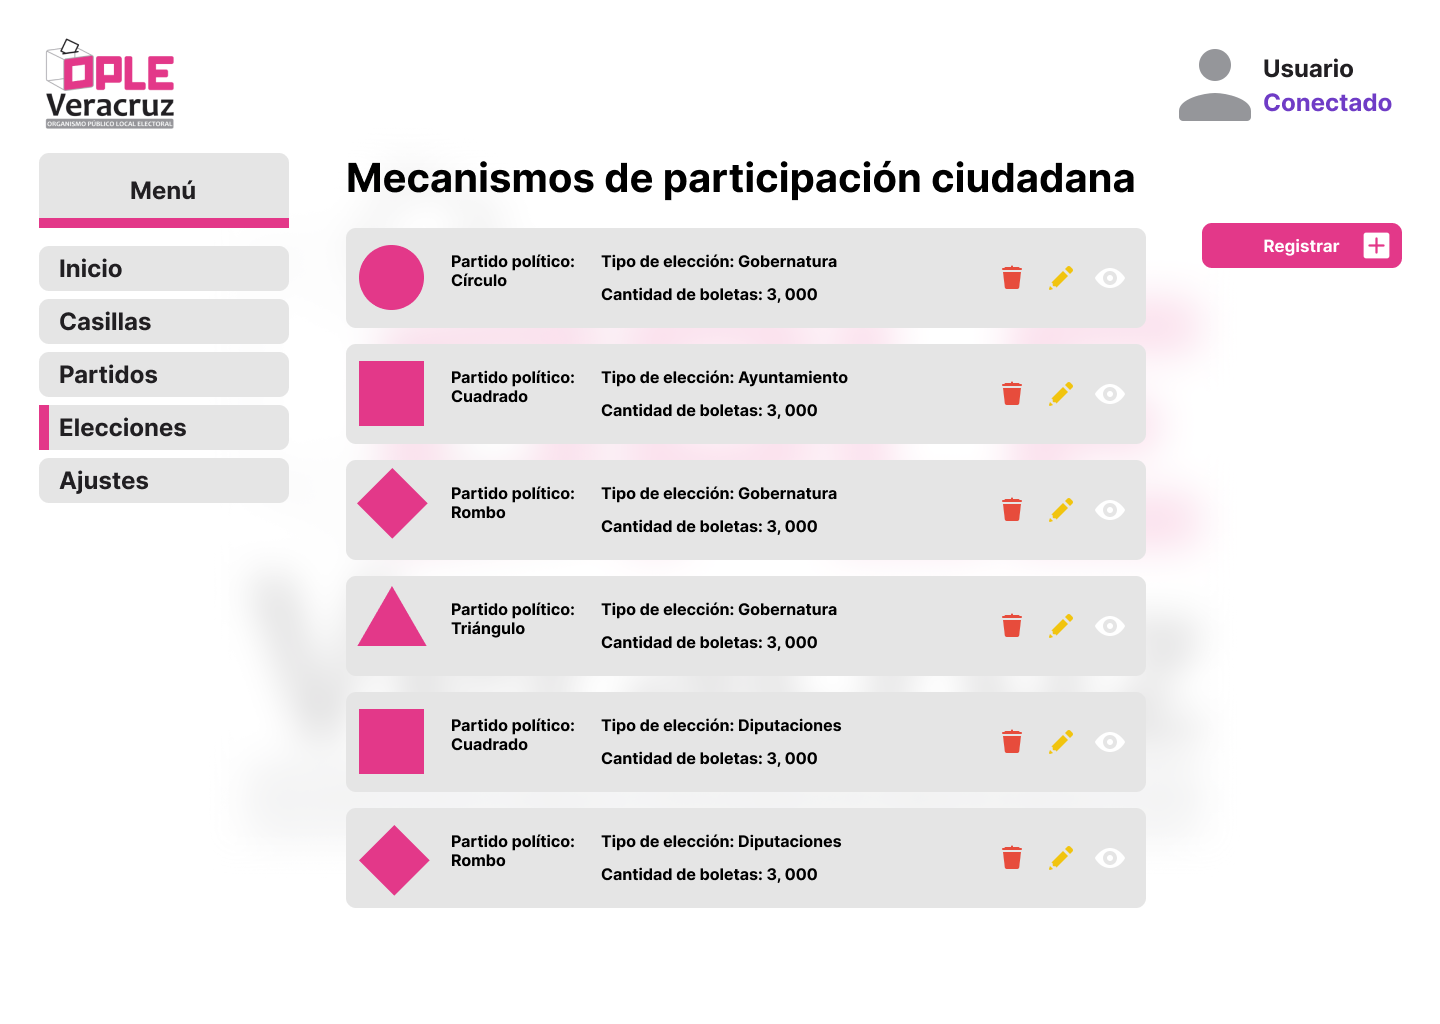 OPLE
Veracruz
ORGANISMO PÚBLICO LOCAL ELECTORAL
Usuario
Conectado
Menú
Inicio
Casillas
Partidos
Elecciones
Ajustes
Mecanismos de participación ciudadana
Registrar
Partido político:
Círculo
Tipo de elección: Gobernatura
Cantidad de boletas: 3, 000
Partido político:
Cuadrado
Tipo de elección: Ayuntamiento
Cantidad de boletas: 3, 000
Partido político:
Rombo
Tipo de elección: Gobernatura
Cantidad de boletas: 3, 000
Partido político:
Triángulo
Tipo de elección: Gobernatura
Cantidad de boletas: 3, 000
Partido político:
Cuadrado
Tipo de elección: Diputaciones
Cantidad de boletas: 3, 000
Partido político:
Rombo
Tipo de elección: Diputaciones
Cantidad de boletas: 3, 000